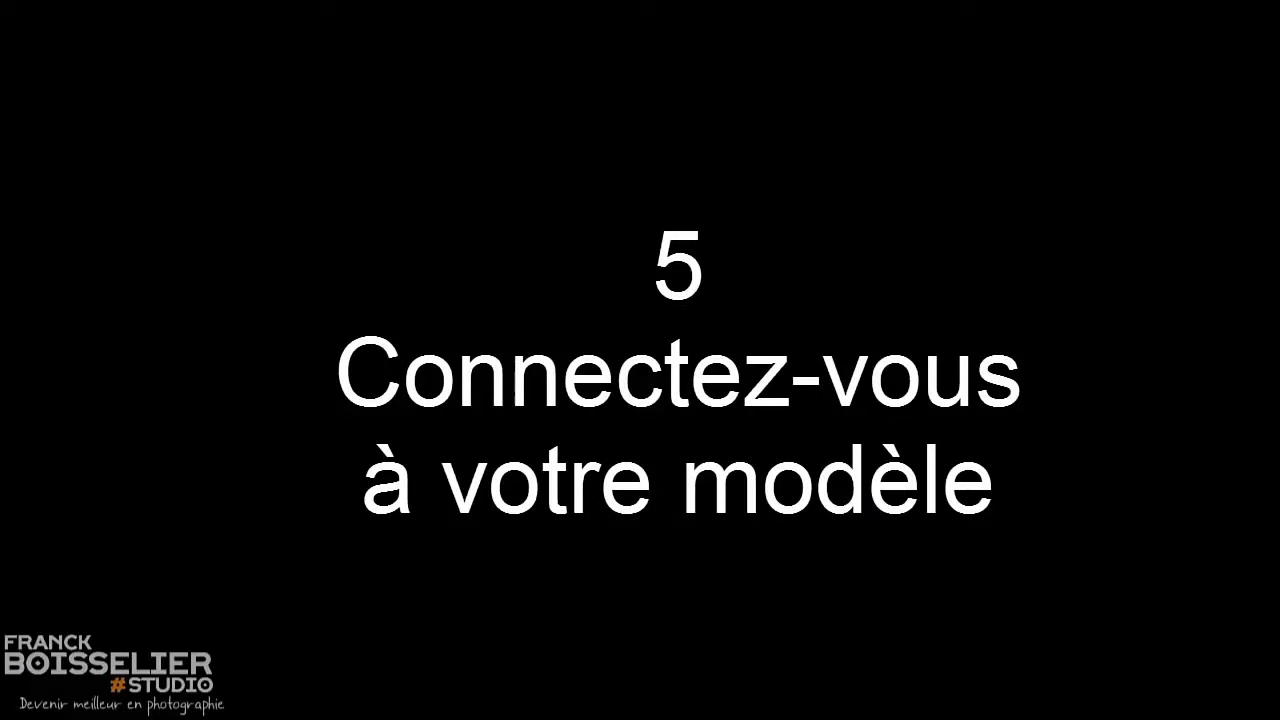 5
Connectez-vous
à votre modèle
FRANCK
BOISSELIER
#STUDIO
Devenir meilleur en photographie